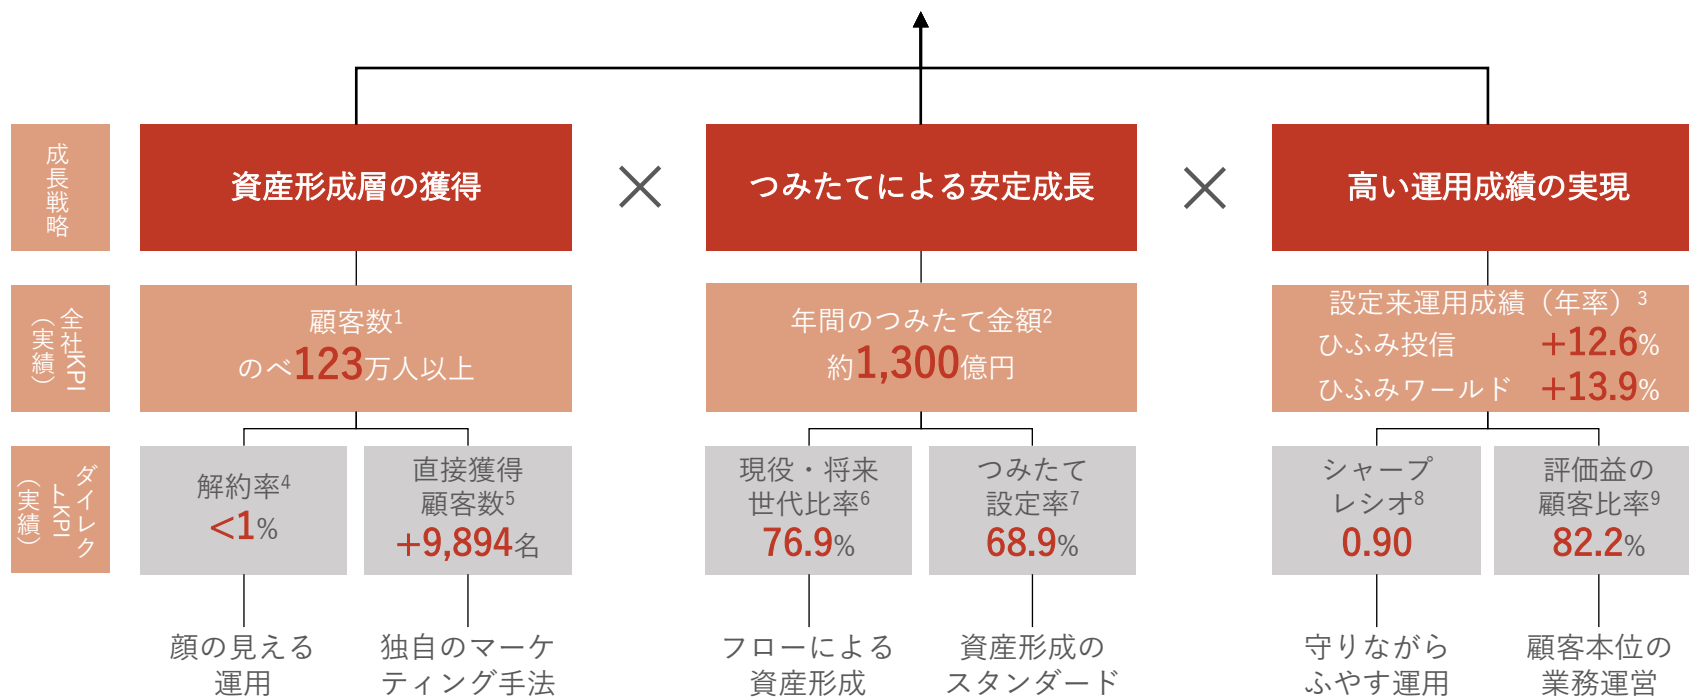 成長戦略
資産形成層の獲得
×
つみたてによる安定成長
×
高い運用成績の実現
全社KPI
（実績）
顧客数1
のべ123万人以上
年間のつみたて金額2
約1,300億円
設定来運用成績（年率）3
ひふみ投信 +12.6%
ひふみワールド +13.9%
ダイレク
トKPI
（実績）
解約率4
<1%
直接獲得
顧客数5
+9,894名
現役・将来
世代比率6
76.9%
つみたて
設定率7
68.9%
シャープ
レシオ8
0.90
評価益の
顧客比率9
82.2%
顔の見える
運用
独自のマーケ
ティング手法
フローによる
資産形成
資産形成の
スタンダード
守りながら
ふやす運用
顧客本位の
業務運営